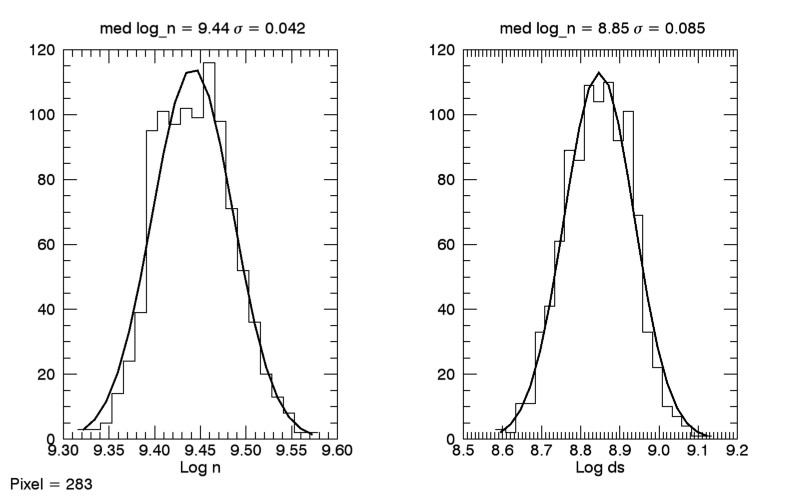 med log_n = 9.44 σ = 0.042
120
100
80
60
40
20
0
9.30 9.35 9.40 9.45 9.50 9.55 9.60
Log n
med log_n = 8.85 σ = 0.085
120
100
80
60
40
20
0
8.5 8.6 8.7 8.8 8.9 9.0 9.1 9.2
Log ds
Pixel = 283